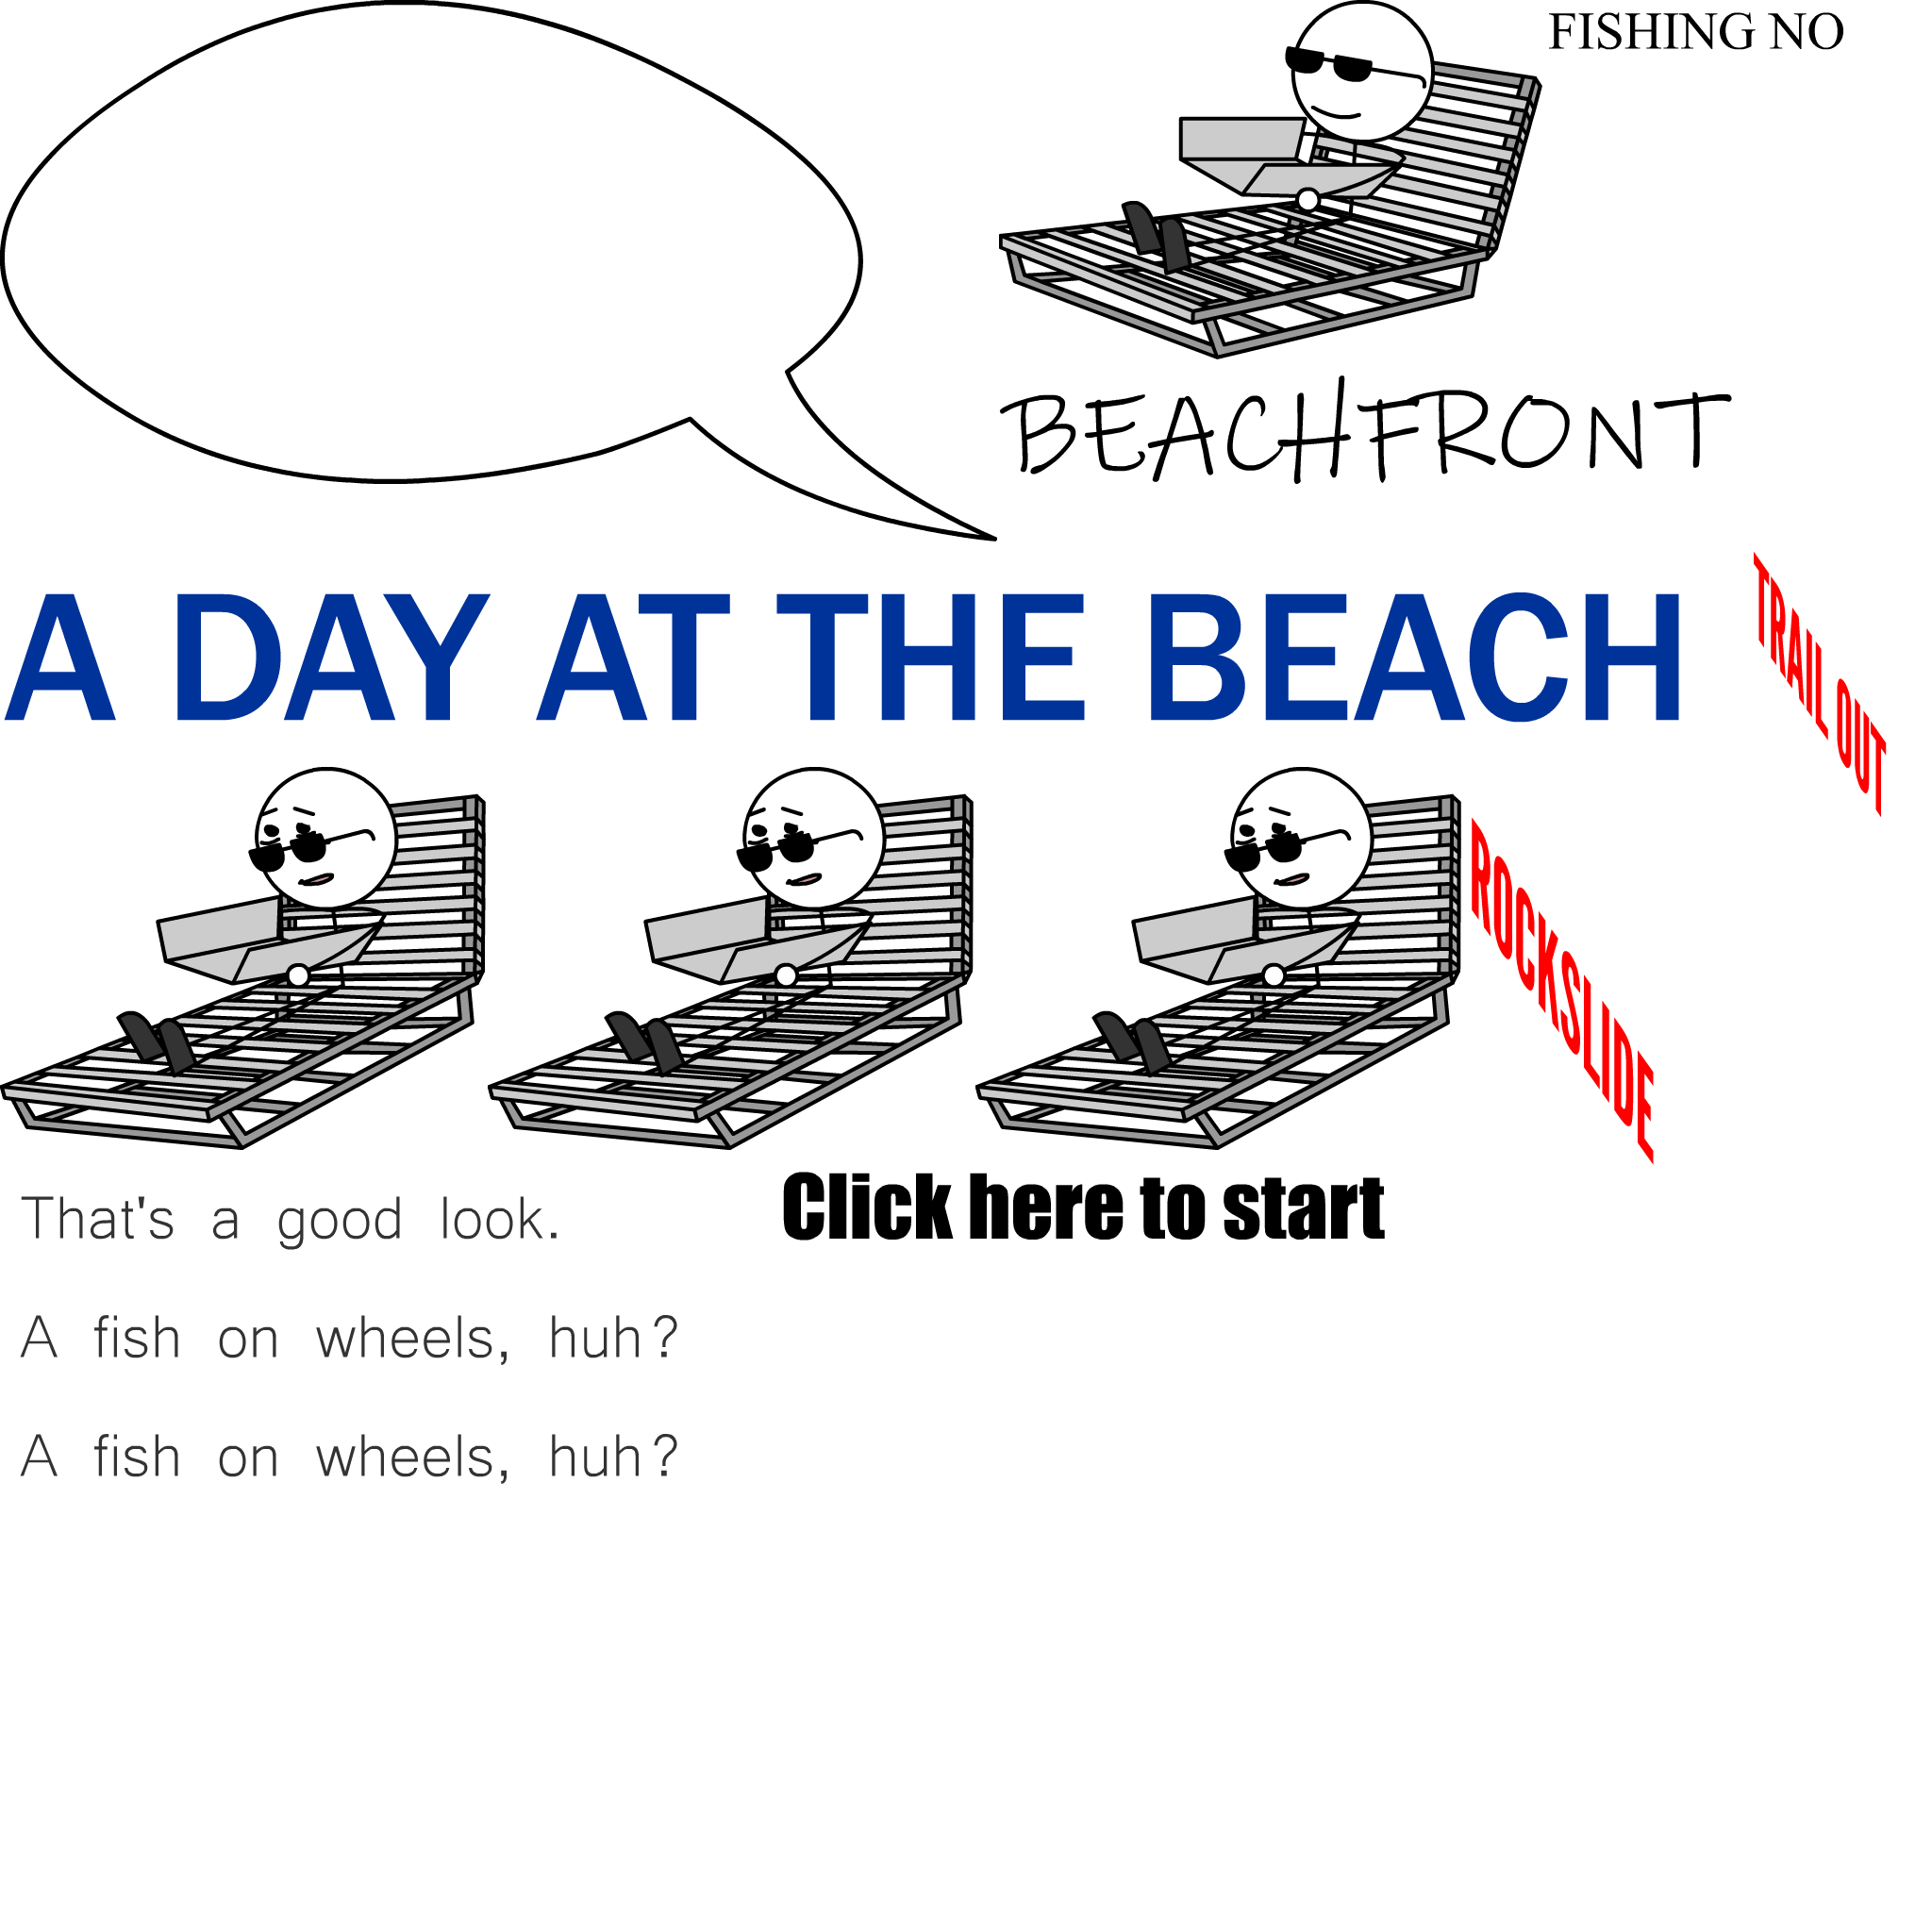 FISHING NO
BEACHFRONT
A DAY AT THE BEACH
TRAIL OUT
ROCKSLIDE
That's a good look.
Click here to start
A fish on wheels, huh?
A fish on wheels, huh?